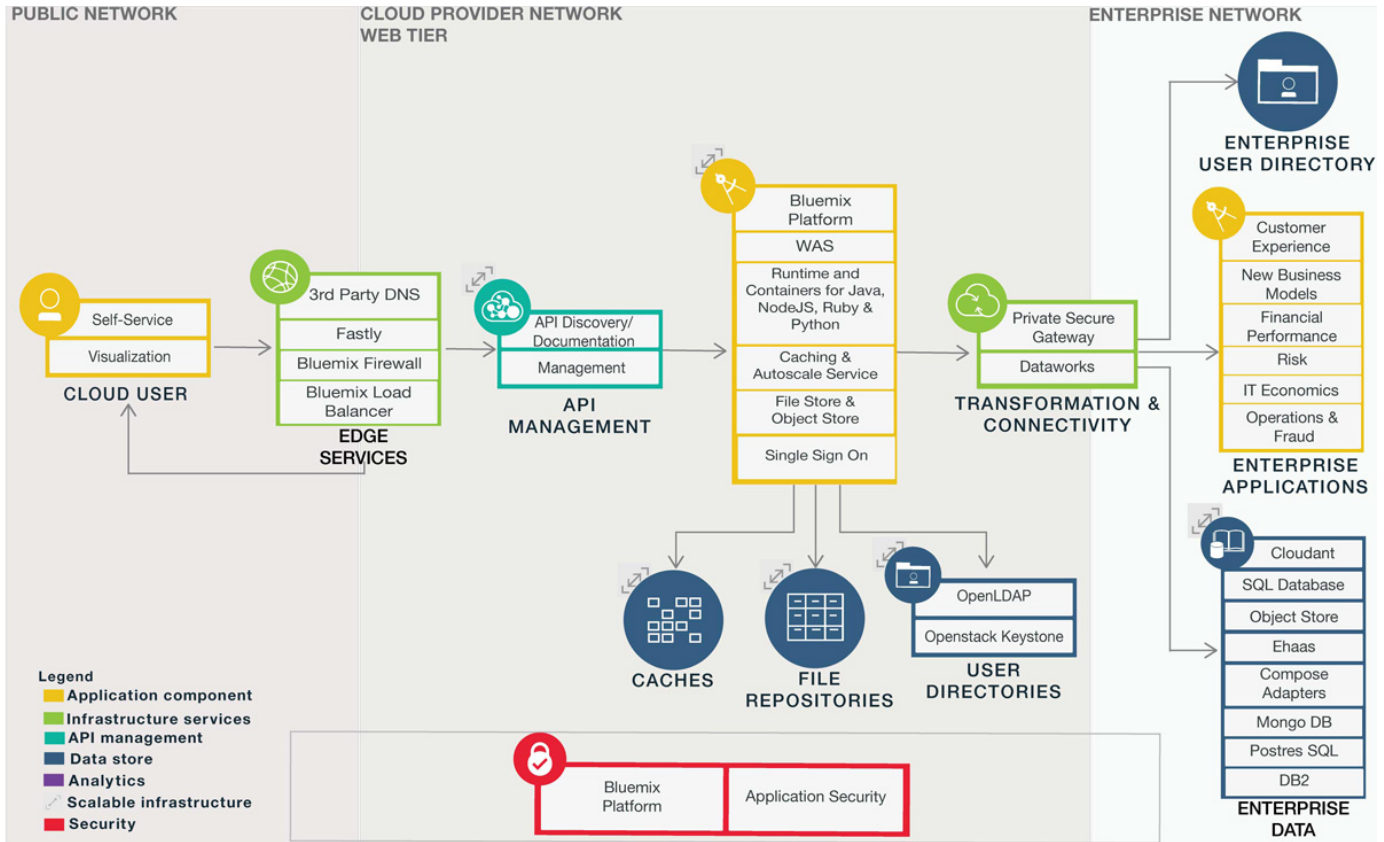 PUBLIC NETWORK
CLOUD PROVIDER NETWORK
WEB TIER
ENTERPRISE NETWORK
Self-Service
Visualization
CLOUD USER
3rd Party DNS
Fastly
Bluemix Firewall
Bluemix Load
Balancer
EDGE
SERVICES
API Discovery/
Documentation
Management
API
MANAGEMENT
Bluemix
Platform
WAS
Runtime and
Containers for Java,
NodeJS, Ruby &
Python
Caching &
Autoscale Service
File Store &
Object Store
Single Sign On
CACHES
FILE
REPOSITORIES
OpenLDAP
Openstack Keystone
USER
DIRECTORIES
Private Secure
Gateway
Dataworks
TRANSFORMATION &
CONNECTIVITY
ENTERPRISE
USER DIRECTORY
Customer
Experience
New Business
Models
Financial
Performance
Risk
IT Economics
Operations &
Fraud
ENTERPRISE
APPLICATIONS
Cloudant
SQL Database
Object Store
Ehaas
Compose
Adapters
Mongo DB
Postres SQL
DB2
ENTERPRISE
DATA
Legend
Application component
Infrastructure services
API management
Data store
Analytics
Scalable infrastructure
Security
Bluemix
Platform
Application Security